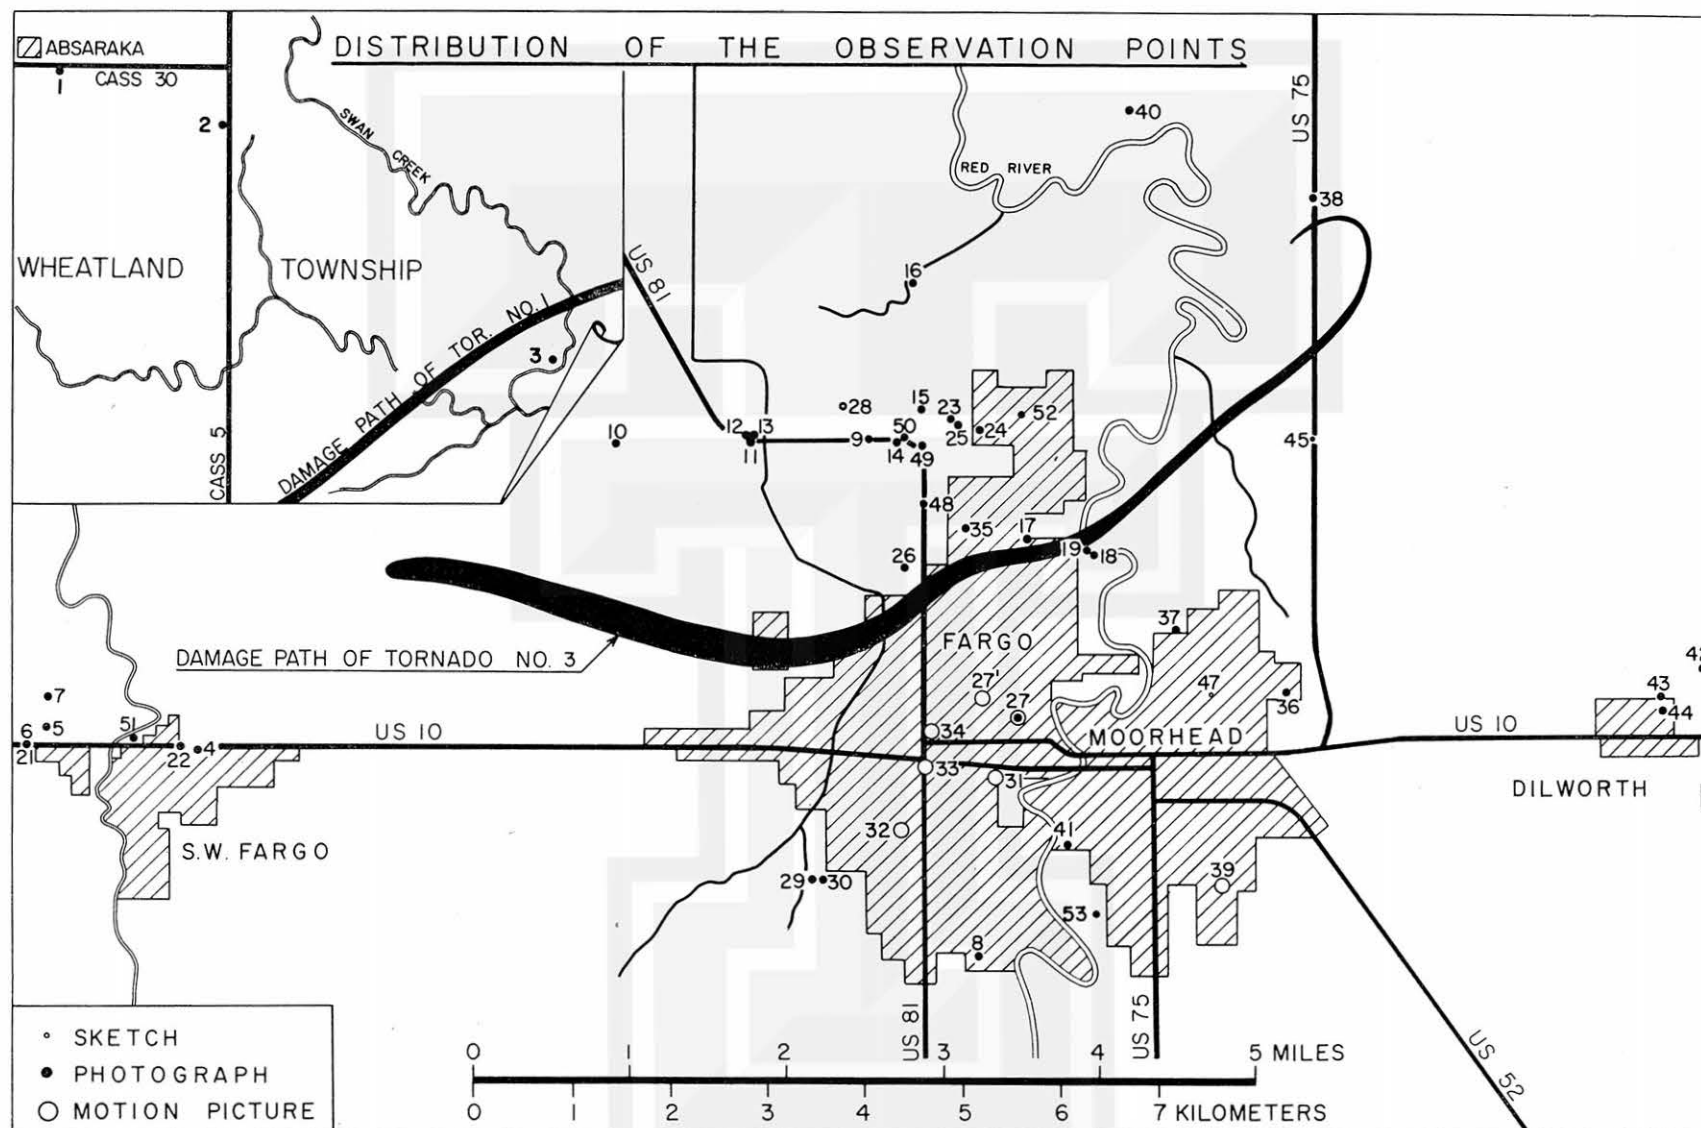 DISTRIBUTION OF THE OBSERVATION POINTS
ABSARAKA
CASS 30
1
2
SWAN CREEK
WHEATLAND TOWNSHIP
CASS 5
DAMAGE PATH OF TOR. NO. 1
3
US 81
US 75
40
RED RIVER
38
16
28
15
23
52
12
13
10
11
9
50
14
49
25
24
45
48
35
17
26
19
18
DAMAGE PATH OF TORNADO NO. 3
FARGO
37
27'
27
47
36
42
43
44
7
5
6
21
51
22
4
US 10
34
MOORHEAD
US 10
33
31
DILWORTH
S.W. FARGO
32
41
29
30
39
53
8
US 81
US 75
US 52
SKETCH
PHOTOGRAPH
MOTION PICTURE
0 1 2 3 4 5 MILES
0 1 2 3 4 5 6 7 KILOMETERS